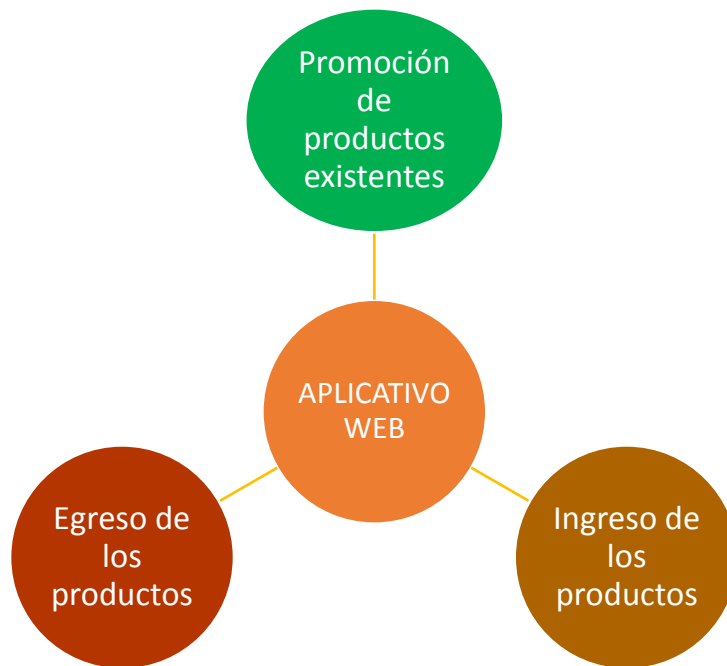 Promoción
de
productos
existentes
APLICATIVO
WEB
Egreso de
los
productos
Ingreso de
los
productos